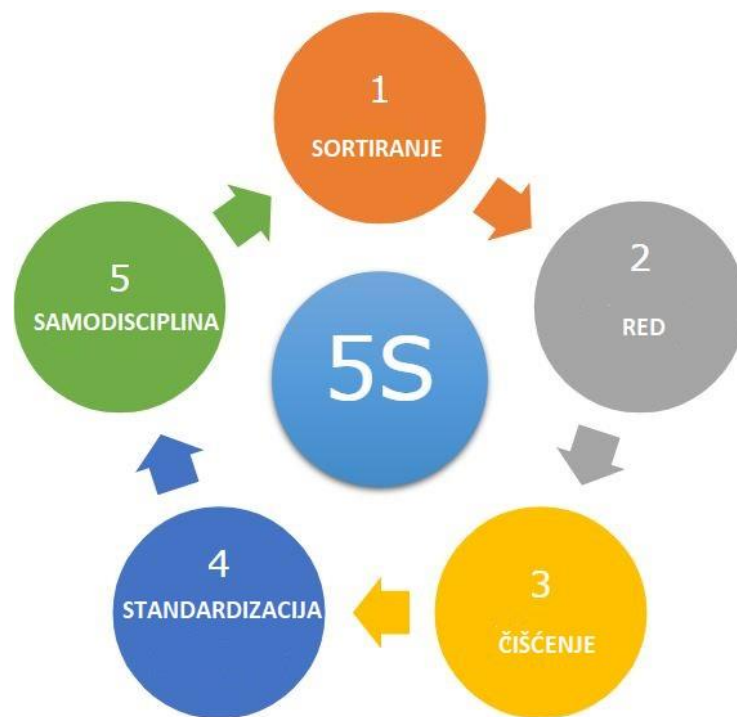 1
SORTIRANJE
2
RED
3
ČIŠĆENJE
4
STANDARDIZACIJA
5
SAMODISCIPLINA
5S